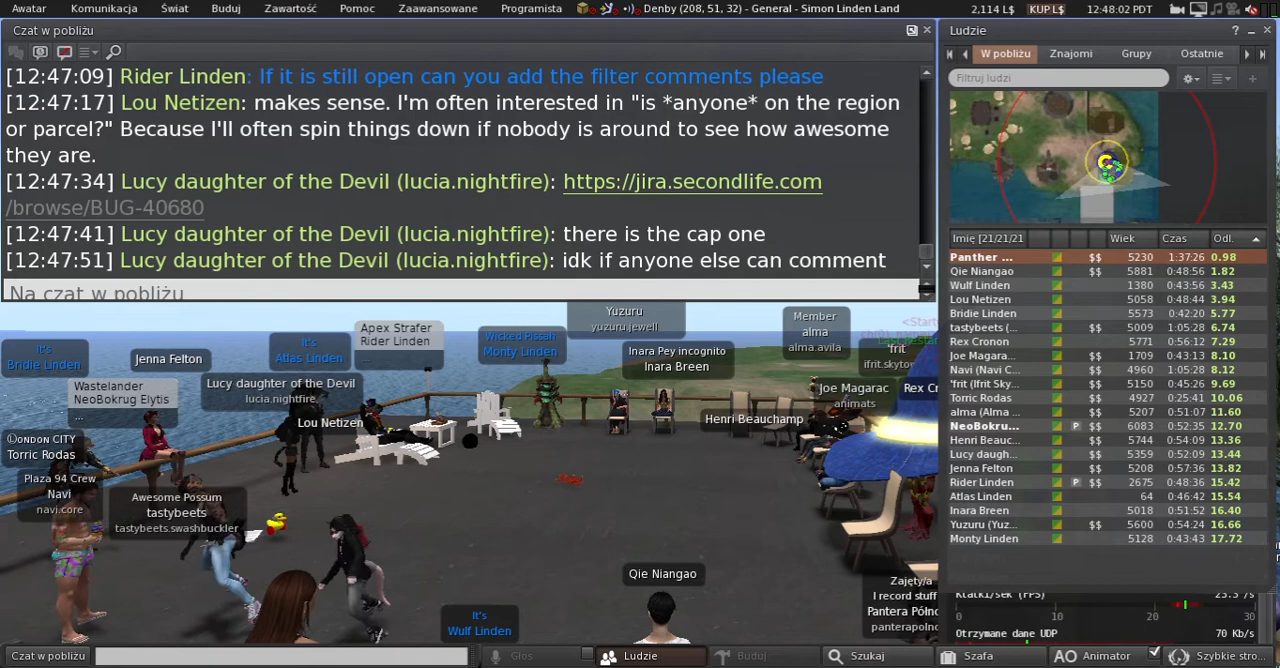 Awatar Komunikacja Świat Buduj Zawartość Pomoc Zaawansowane Programista Denby (208, 51, 32) - General - Simon Linden Land 2,114 L$ KUP L$ 12:48:02 PDT
Czat w pobliżu
[12:47:09] Rider Linden: If it is still open can you add the filter comments please
[12:47:17] Lou Netizen: makes sense. I'm often interested in "is *anyone* on the region
or parcel?" Because I'll often spin things down if nobody is around to see how awesome
they are.
[12:47:34] Lucy daughter of the Devil (lucia.nightfire): https://jira.secondlife.com
/browse/BUG-40680
[12:47:41] Lucy daughter of the Devil (lucia.nightfire): there is the cap one
[12:47:51] Lucy daughter of the Devil (lucia.nightfire): idk if anyone else can comment
Na czat w pobliżu
Ludzie
W pobliżu Znajomi Grupy Ostatnie
Filtruj ludzi
Imię [21/21/21 Wiek Czas Odl.
Panther ... $$ 5230 1:37:26 0.98
Qie Niangao $$ 5881 0:48:56 1.82
Wulf Linden 1380 0:43:56 3.43
Lou Netizen 5058 0:48:44 3.94
Bridie Linden 5573 0:42:20 5.77
tastybeets (... $$ 5009 1:05:28 6.74
Rex Cronon 5771 0:56:12 7.29
Joe Magara... $$ 1709 0:43:13 8.10
Navi (Navi C... $$ 4960 1:05:28 8.12
'frit (Ifrit Sky... $$ 5150 0:45:26 9.69
Torric Rodas $$ 4927 0:25:41 10.06
alma (Alma ... $$ 5207 0:51:07 11.60
NeoBokru... P $$ 6083 0:52:35 12.70
Henri Beauc... $$ 5744 0:54:09 13.36
Lucy daugh... $$ 5359 0:52:09 13.44
Jenna Felton $$ 5208 0:57:36 13.82
Rider Linden P $$ 2675 0:48:36 15.42
Atlas Linden 64 0:46:42 15.54
Inara Breen 5018 0:51:52 16.40
Yuzuru (Yuz... $$ 5600 0:54:24 16.66
Monty Linden 5128 0:43:43 17.72
Klatki/sek (FPS) 23.3 /s
0 10 20 30
Otrzymane dane UDP 70 Kb/s
It's
Bridie Linden
Jenna Felton
It's
Atlas Linden
Apex Strafer
Rider Linden
...
Wicked Pissah
Monty Linden
Yuzuru
yuzuru.jewell
Inara Pey incognito
Inara Breen
Member
alma
alma.avila
'frit
Wastelander
NeoBokrug Elytis
...
Lucy daughter of the Devil
lucia.nightfire
Lou Netizen
Joe Magarac
animats
Henri Beauchamp
©ONDON CITY
Torric Rodas
Plaza 94 Crew
Navi
navi.core
Awesome Possum
tastybeets
tastybeets.swashbuckler
Qie Niangao
It's
Wulf Linden
Zajęty/a
I record stuff
Czat w pobliżu Głos Ludzie Buduj Szukaj Szafa AO Animator Szybkie stro...